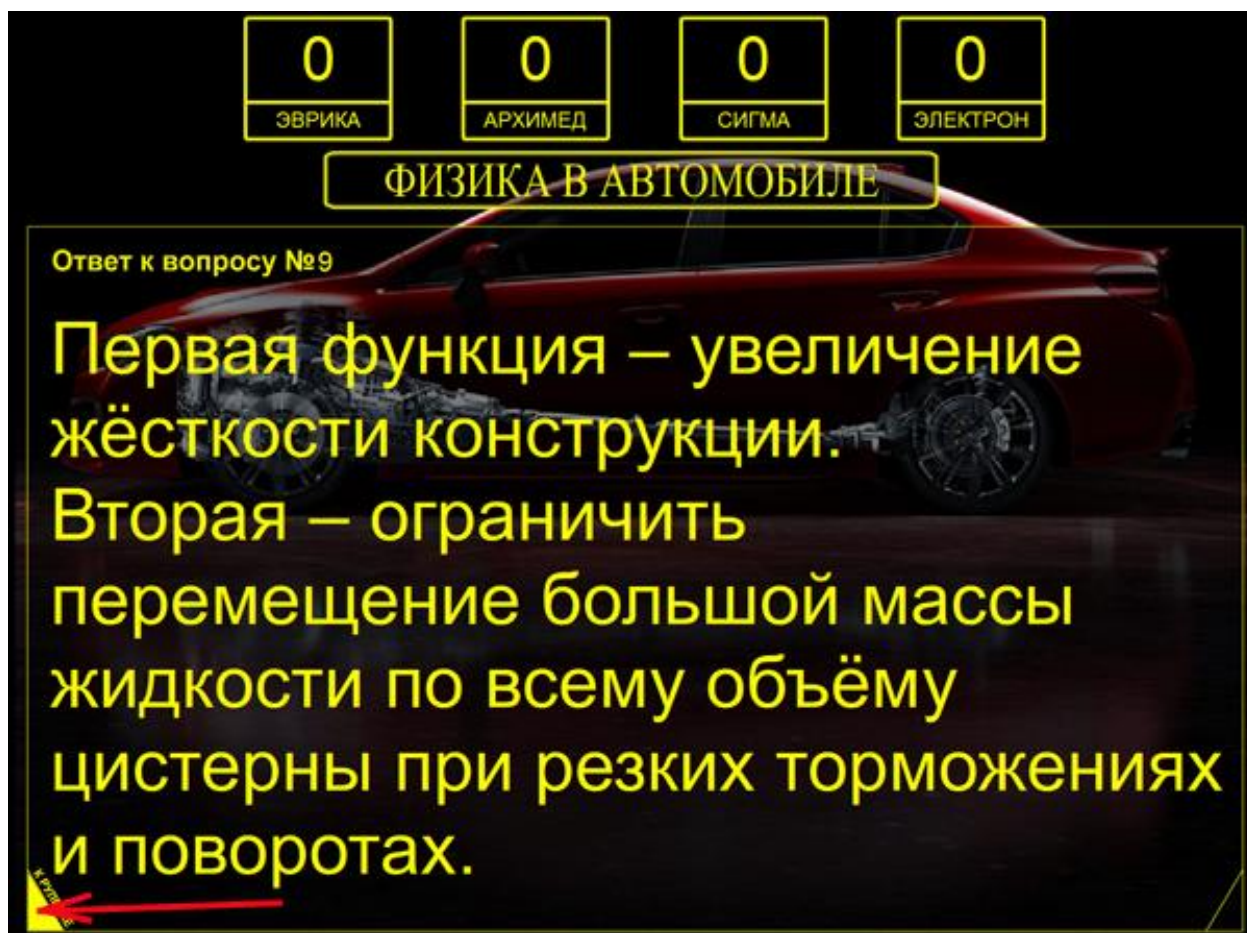 0 0 0 0
ЭВРИКА АРХИМЕД СИГМА ЭЛЕКТРОН
ФИЗИКА В АВТОМОБИЛЕ
Ответ к вопросу №9
Первая функция – увеличение
жёсткости конструкции.
Вторая – ограничить
перемещение большой массы
жидкости по всему объёму
цистерны при резких торможениях
и поворотах.